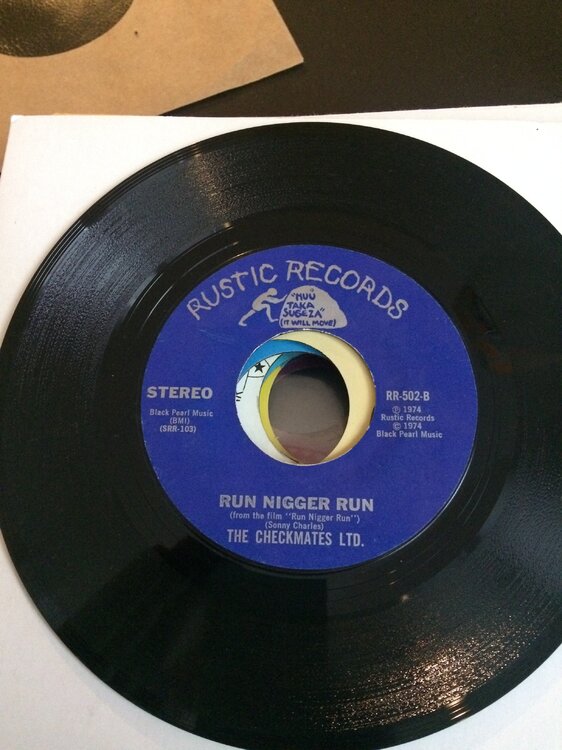 RUSTIC RECORDS
"MUU
TAKA
SUGEZA"
(IT WILL MOVE)
STEREO
Black Pearl Music
(BMI)
(SRR-103)
RR-502-B
℗ 1974
Rustic Records
© 1974
Black Pearl Music
RUN NIGGER RUN
(from the film "Run Nigger Run")
(Sonny Charles)
THE CHECKMATES LTD.